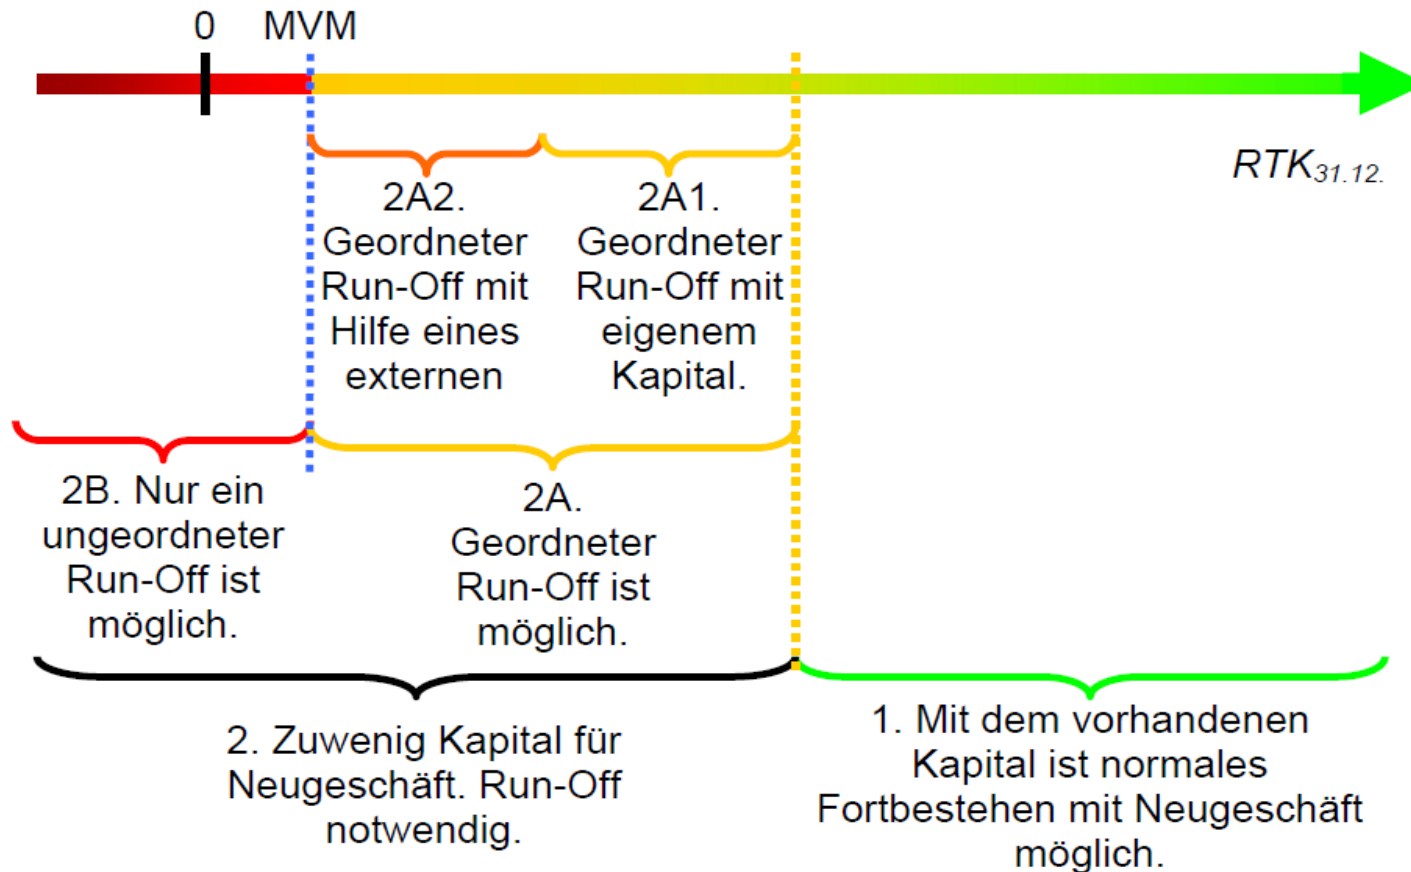 0
MVM
RTK31.12.
2A2.
Geordneter
Run-Off mit
Hilfe eines
externen
2A1.
Geordneter
Run-Off mit
eigenem
Kapital.
2B. Nur ein
ungeordneter
Run-Off ist
möglich.
2A.
Geordneter
Run-Off ist
möglich.
2. Zuwenig Kapital für
Neugeschäft. Run-Off
notwendig.
1. Mit dem vorhandenen
Kapital ist normales
Fortbestehen mit Neugeschäft
möglich.